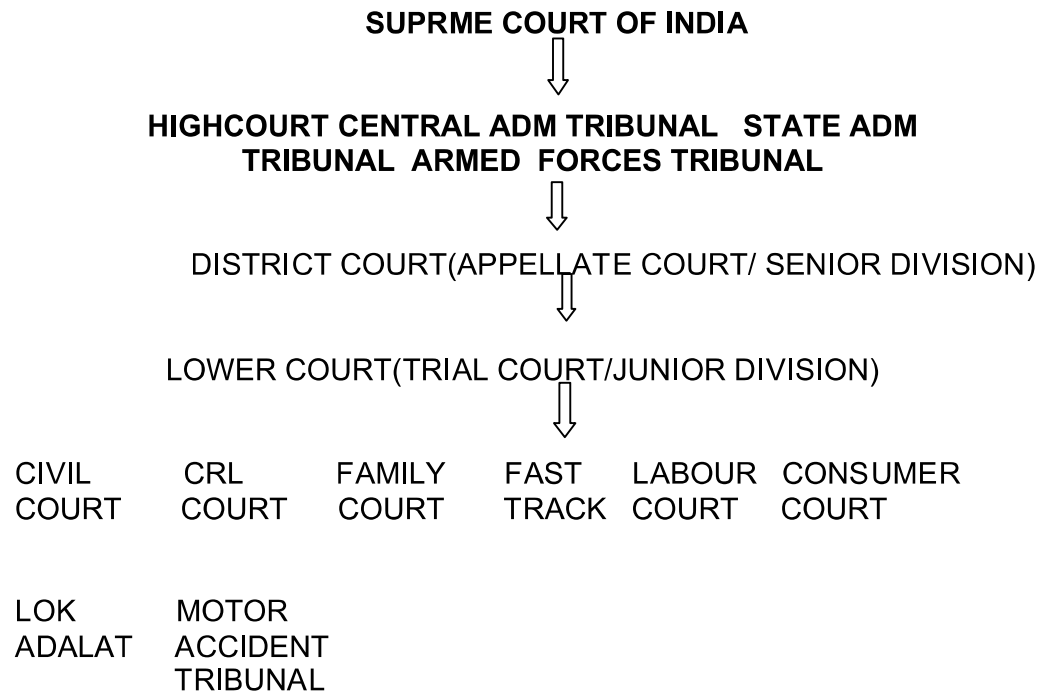 SUPRME COURT OF INDIA
HIGHCOURT CENTRAL ADM TRIBUNAL STATE ADM
TRIBUNAL ARMED FORCES TRIBUNAL
DISTRICT COURT(APPELLATE COURT/ SENIOR DIVISION)
LOWER COURT(TRIAL COURT/JUNIOR DIVISION)
CIVIL CRL FAMILY FAST LABOUR CONSUMER
COURT COURT COURT TRACK COURT COURT
LOK MOTOR
ADALAT ACCIDENT
TRIBUNAL